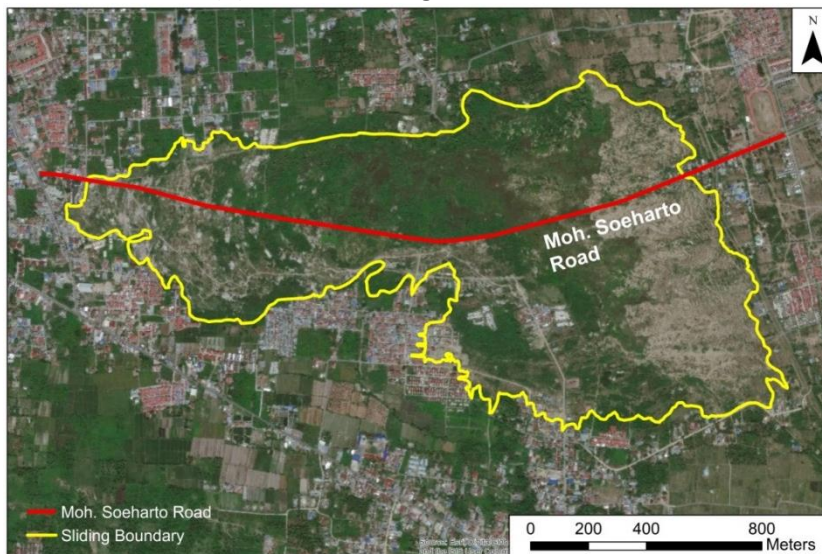 N
Moh. Soeharto
Road
Moh. Soeharto Road
Sliding Boundary
0 200 400 800
Meters